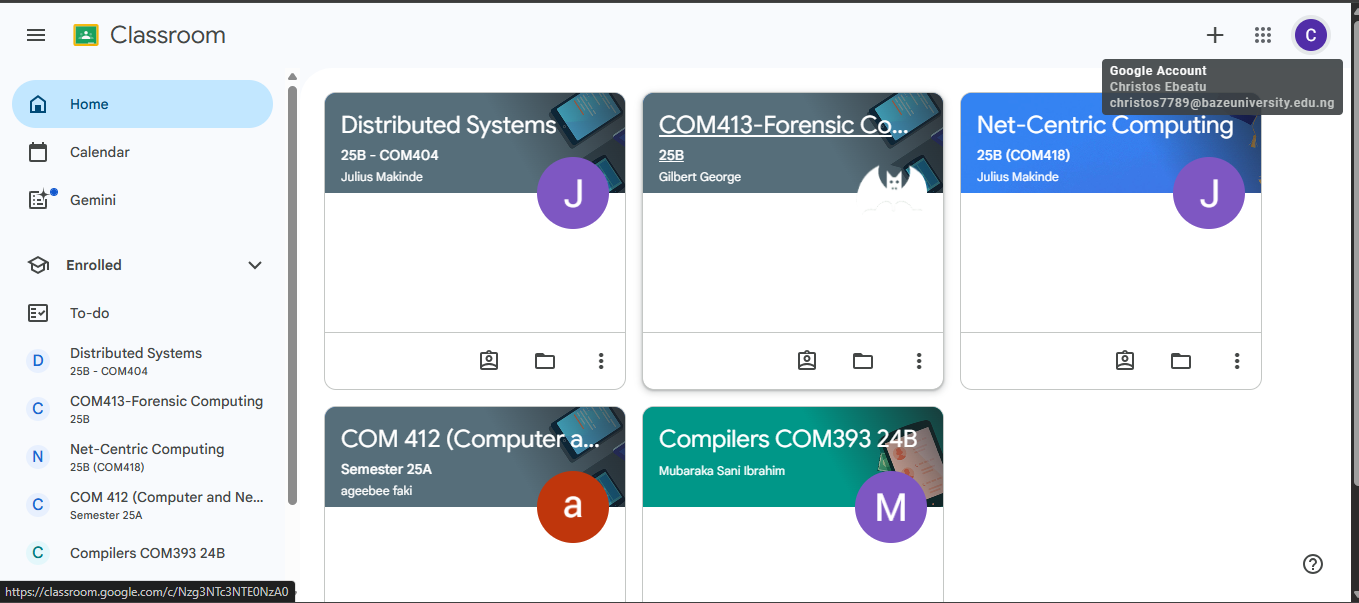 Classroom
C
Google Account
Christos Ebeatu
christos7789@bazeuniversity.edu.ng
Home
Calendar
Gemini
Enrolled
To-do
D
Distributed Systems
25B - COM404
C
COM413-Forensic Computing
25B
N
Net-Centric Computing
25B (COM418)
C
COM 412 (Computer and Ne...
Semester 25A
C
Compilers COM393 24B
Distributed Systems
25B - COM404
Julius Makinde
J
COM413-Forensic Co...
25B
Gilbert George
Net-Centric Computing
25B (COM418)
Julius Makinde
J
COM 412 (Computer a...
Semester 25A
ageebee faki
a
Compilers COM393 24B
Mubaraka Sani Ibrahim
M
https://classroom.google.com/c/Nzg3NTc3NTE0NzA0